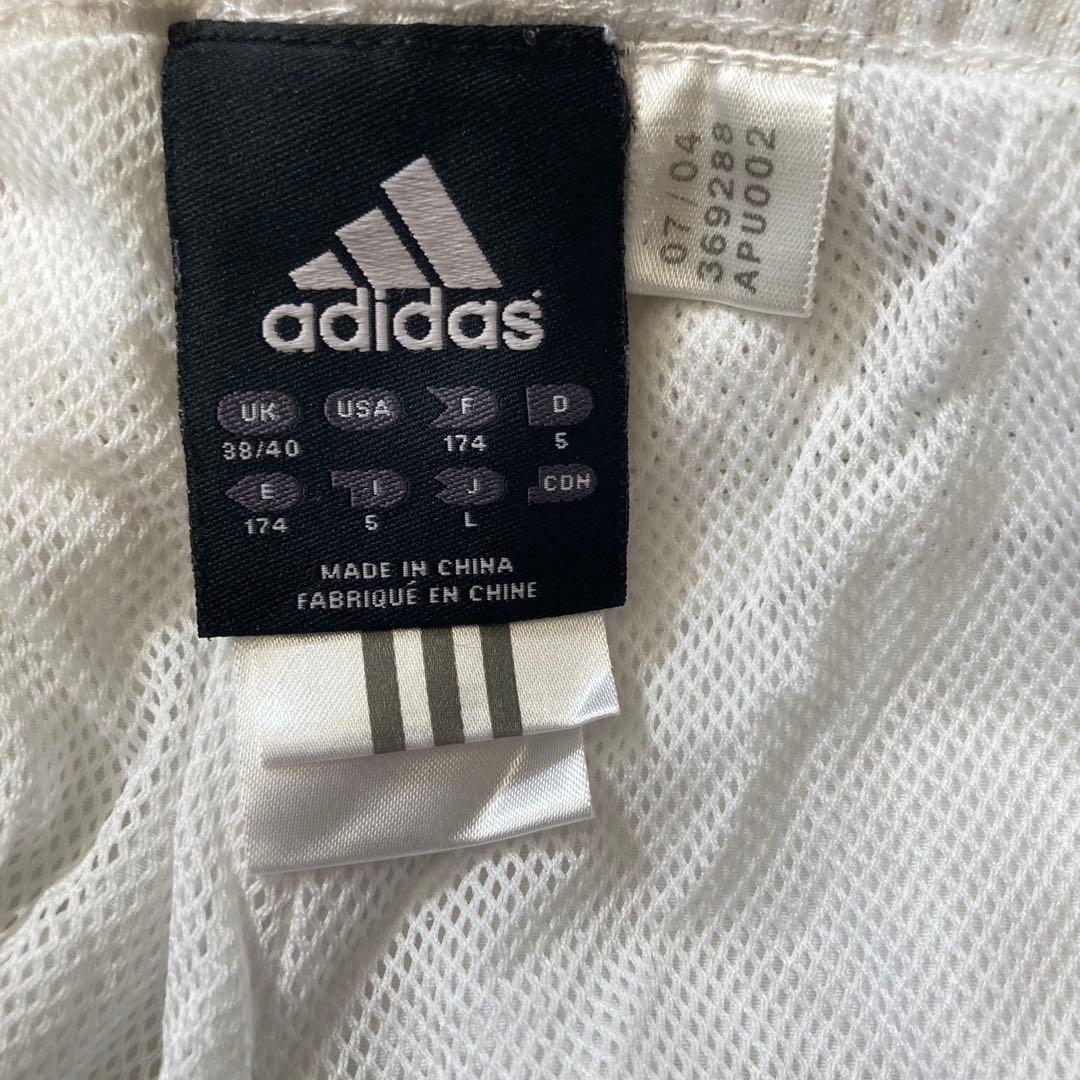 adidas
UK USA F D
38/40 174 5
E I J CDN
174 5 L
MADE IN CHINA
FABRIQUÉ EN CHINE
07/04
369288
APU002